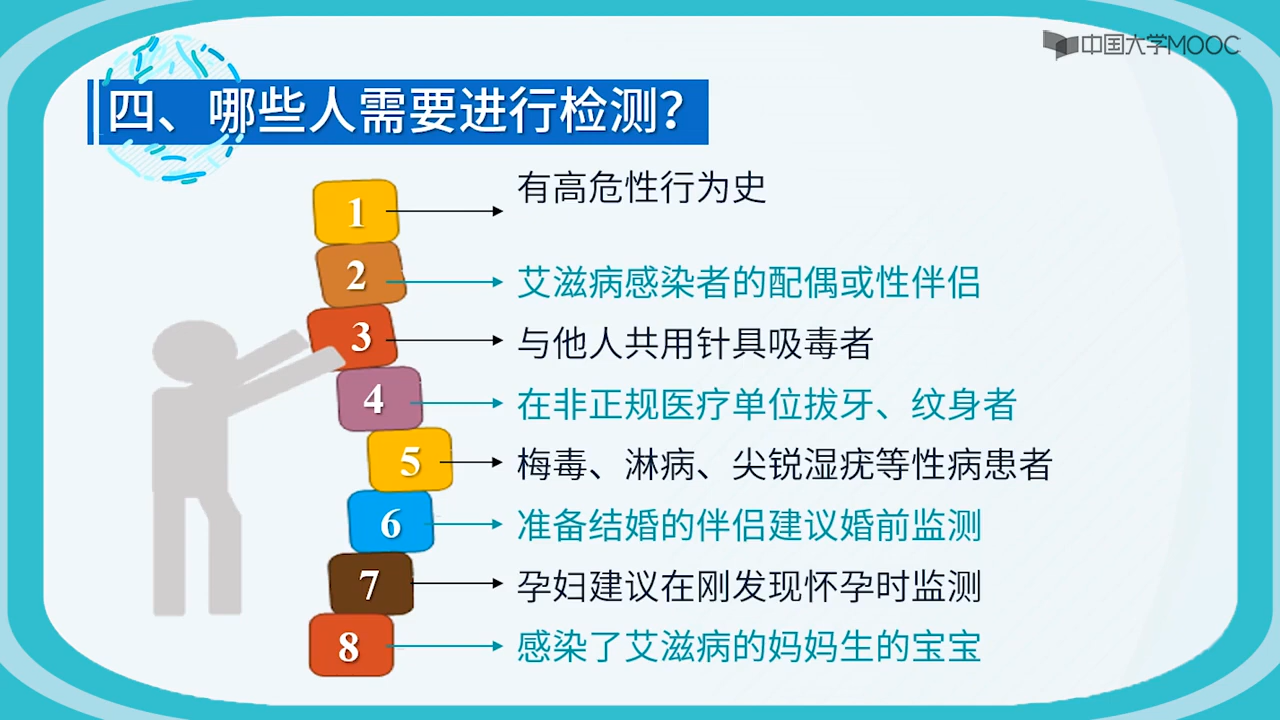 中国大学MOOC
四、哪些人需要进行检测？
1 有高危性行为史
2 艾滋病感染者的配偶或性伴侣
3 与他人共用针具吸毒者
4 在非正规医疗单位拔牙、纹身者
5 梅毒、淋病、尖锐湿疣等性病患者
6 准备结婚的伴侣建议婚前监测
7 孕妇建议在刚发现怀孕时监测
8 感染了艾滋病的妈妈生的宝宝